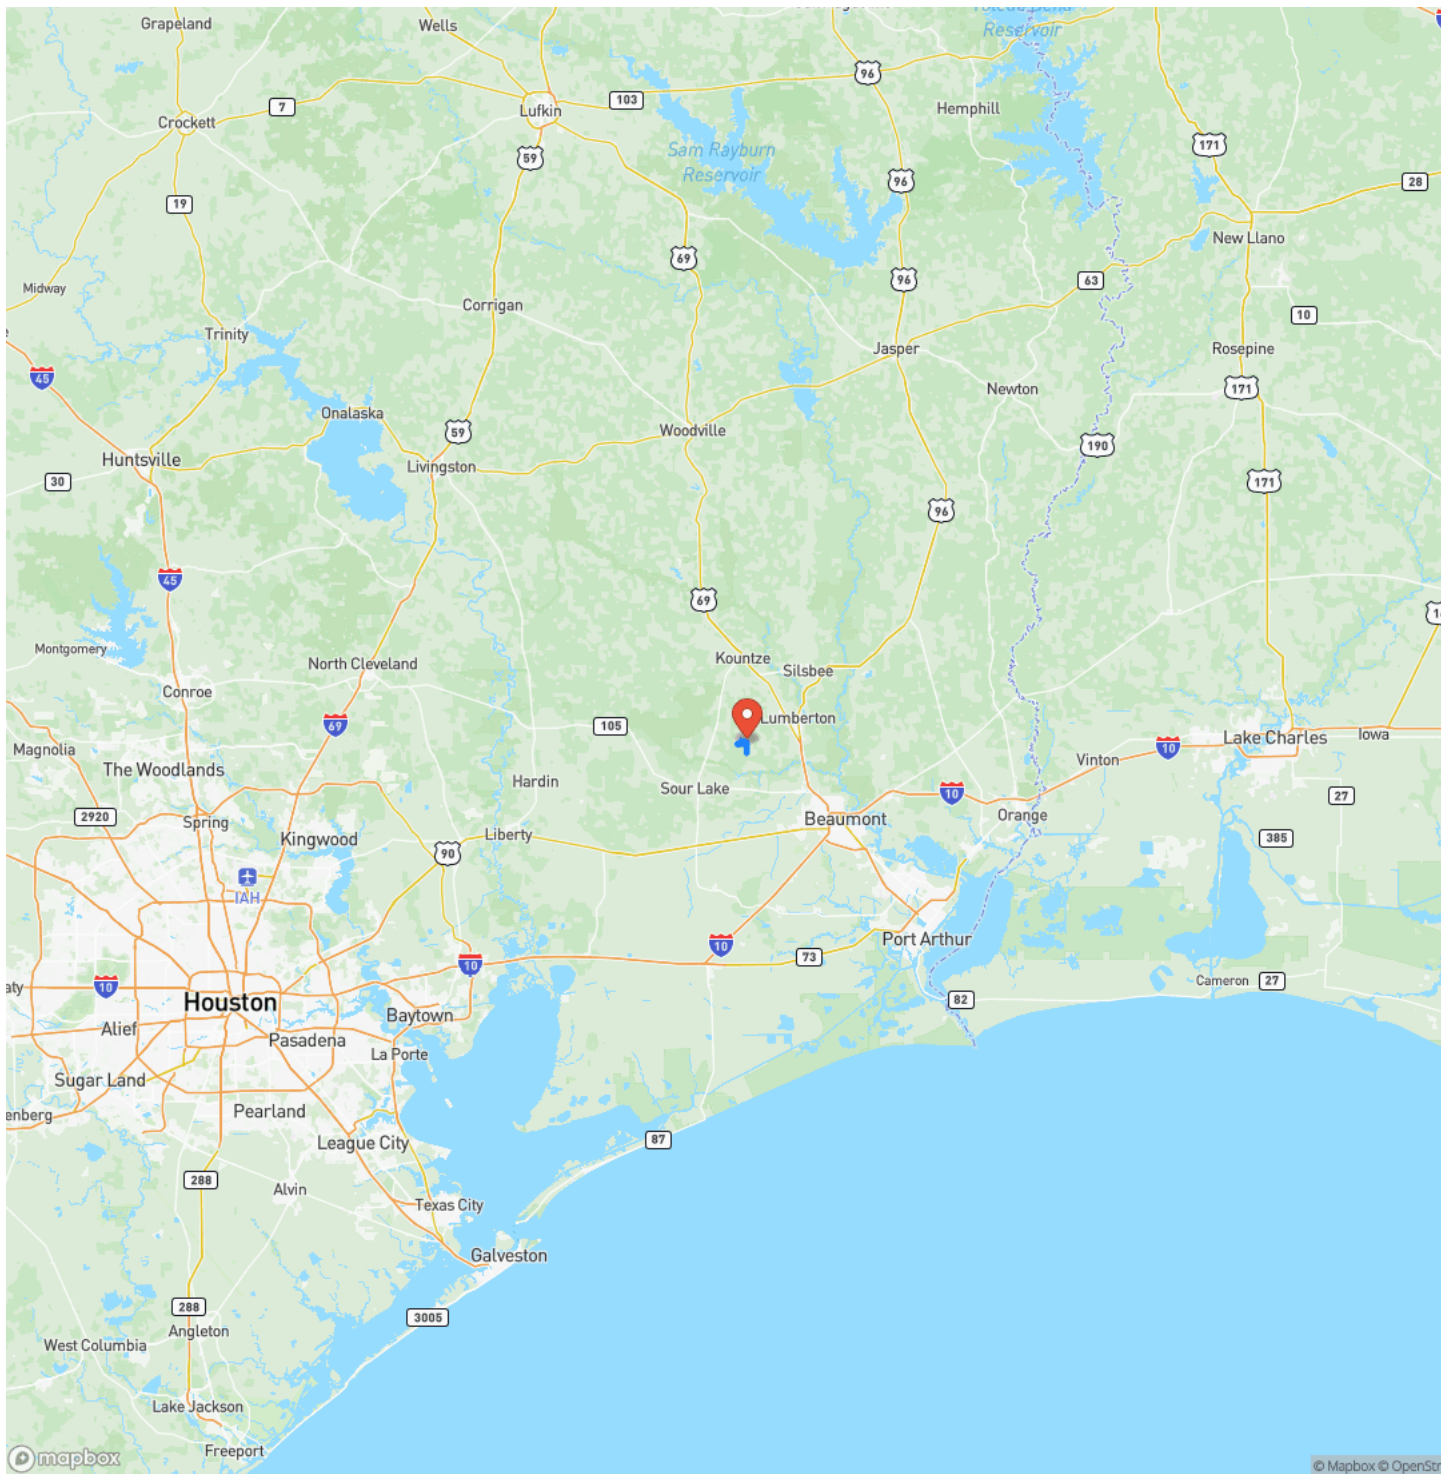 Grapeland
Wells
Reservoir
96
7
103
Lufkin
Hemphill
Crockett
59
Sam Rayburn
Reservoir
171
96
28
19
New Llano
69
96
63
Midway
Corrigan
10
Trinity
Jasper
Rosepine
45
171
Newton
Onalaska
59
Woodville
190
Huntsville
Livingston
30
171
96
45
69
Montgomery
North Cleveland
Kountze
Silsbee
Conroe
69
105
Lumberton
Magnolia
The Woodlands
Hardin
Sour Lake
10
Vinton
10
Lake Charles
Iowa
27
2920
Spring
Kingwood
Liberty
Beaumont
Orange
385
90
IAH
10
Port Arthur
73
10
10
aty
82
Cameron
27
Houston
Alief
Baytown
Pasadena
La Porte
Sugar Land
enberg
Pearland
League City
87
288
Alvin
Texas City
Galveston
288
3005
Angleton
West Columbia
Lake Jackson
Freeport
mapbox
© Mapbox © OpenStr